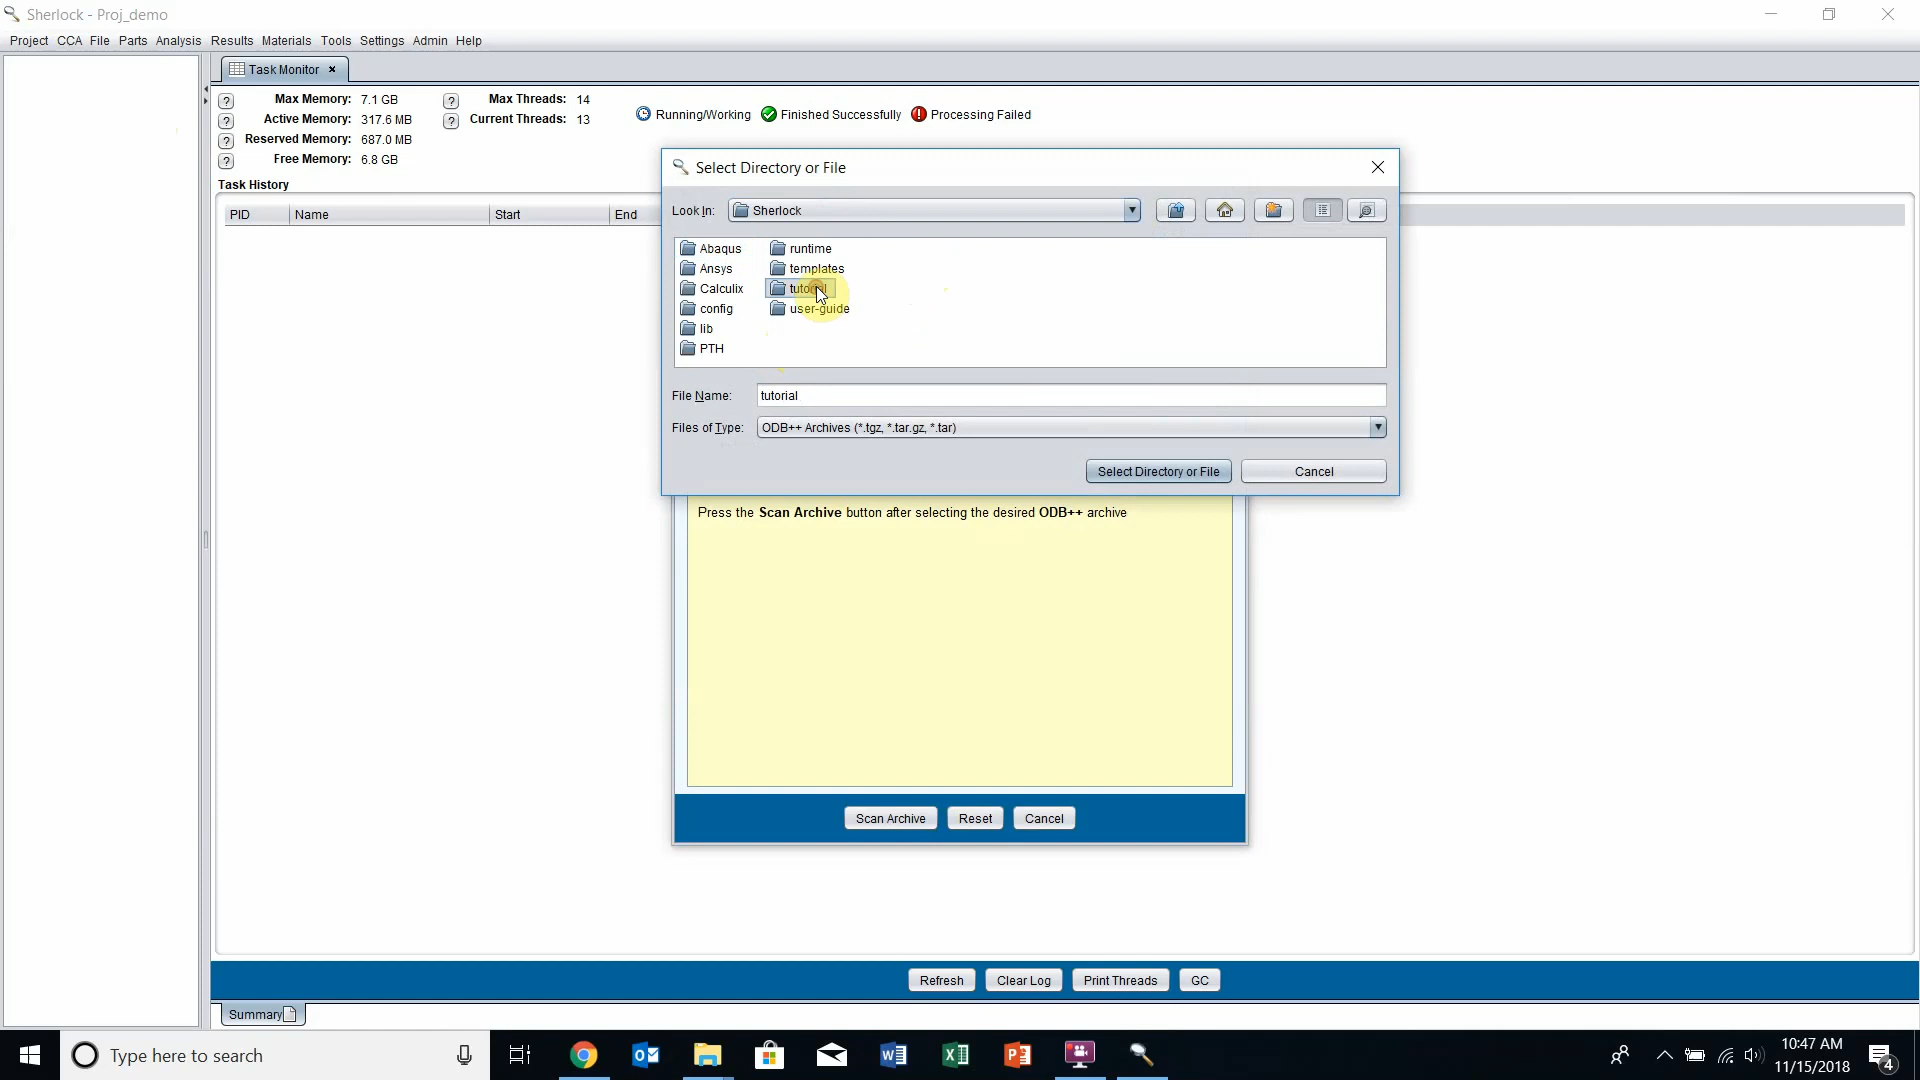 Sherlock - Proj_demo
Project CCA File Parts Analysis Results Materials Tools Settings Admin Help
Task Monitor ×
? Max Memory: 7.1 GB ? Max Threads: 14
? Active Memory: 317.6 MB ? Current Threads: 13
Running/Working Finished Successfully Processing Failed
? Reserved Memory: 687.0 MB
? Free Memory: 6.8 GB
Task History
PID Name Start End
Select Directory or File
Look In: Sherlock
Abaqus runtime
Ansys templates
Calculix tutorial
config user-guide
lib
PTH
File Name: tutorial
Files of Type: ODB++ Archives (*.tgz, *.tar.gz, *.tar)
Select Directory or File Cancel
Press the Scan Archive button after selecting the desired ODB++ archive
Scan Archive Reset Cancel
Refresh Clear Log Print Threads GC
Summary
Type here to search
10:47 AM
11/15/2018
4